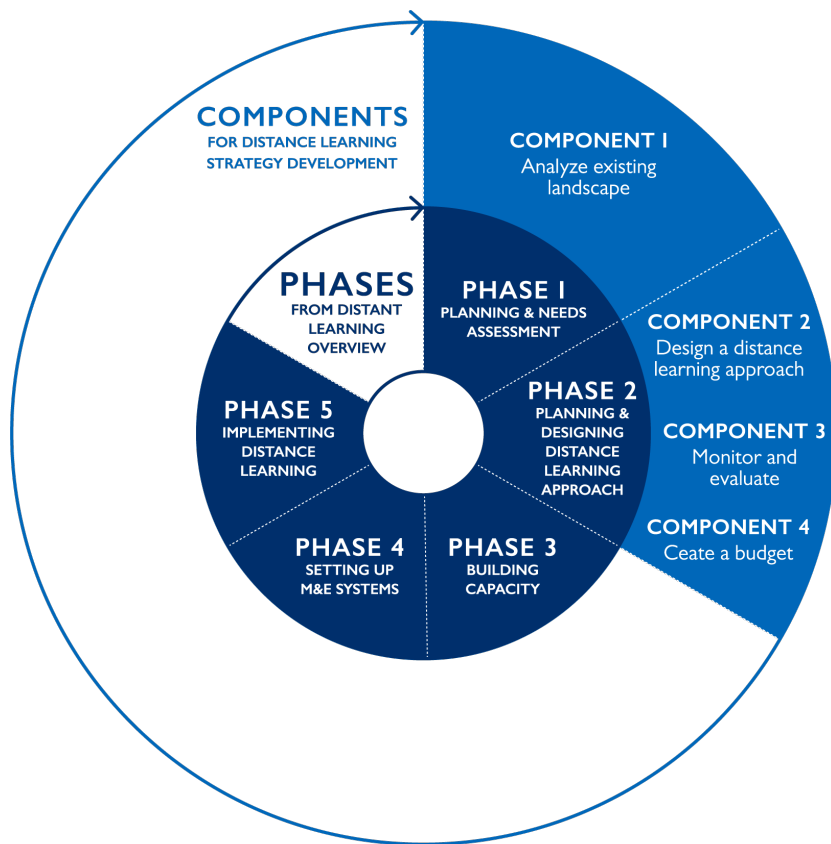 COMPONENTS
FOR DISTANCE LEARNING
STRATEGY DEVELOPMENT
COMPONENT 1
Analyze existing
landscape
COMPONENT 2
Design a distance
learning approach
COMPONENT 3
Monitor and
evaluate
COMPONENT 4
Ceate a budget
PHASES
FROM DISTANT
LEARNING
OVERVIEW
PHASE 1
PLANNING & NEEDS
ASSESSMENT
PHASE 2
PLANNING &
DESIGNING
DISTANCE
LEARNING
APPROACH
PHASE 3
BUILDING
CAPACITY
PHASE 4
SETTING UP
M&E SYSTEMS
PHASE 5
IMPLEMENTING
DISTANCE
LEARNING